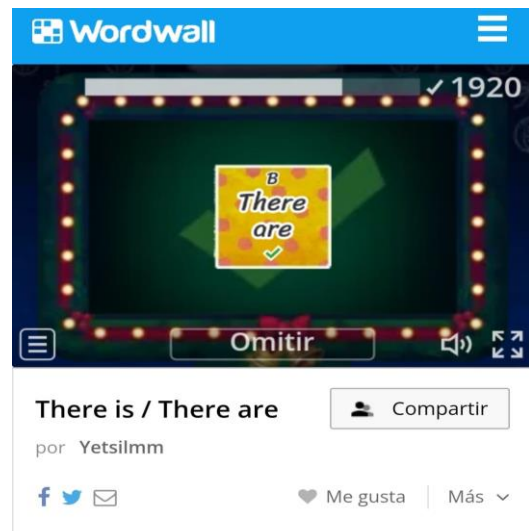 Wordwall
✓ 1920
B
There
are
✓
Omitir
There is / There are
Compartir
por Yetsilmm
Me gusta
Más